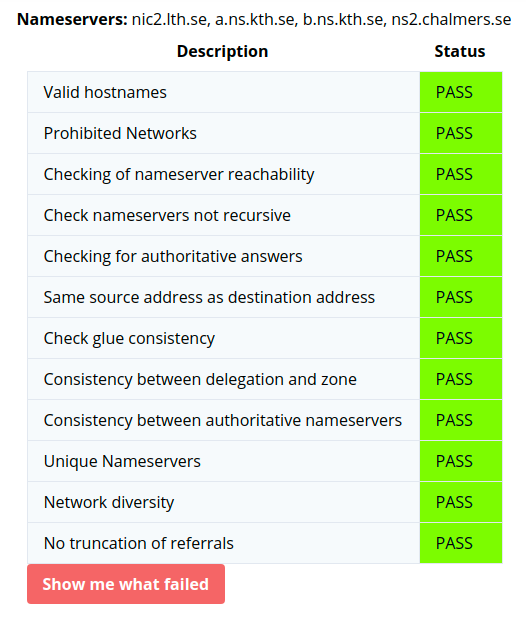 Nameservers: nic2.lth.se, a.ns.kth.se, b.ns.kth.se, ns2.chalmers.se
Description Status
Valid hostnames PASS
Prohibited Networks PASS
Checking of nameserver reachability PASS
Check nameservers not recursive PASS
Checking for authoritative answers PASS
Same source address as destination address PASS
Check glue consistency PASS
Consistency between delegation and zone PASS
Consistency between authoritative nameservers PASS
Unique Nameservers PASS
Network diversity PASS
No truncation of referrals PASS
Show me what failed